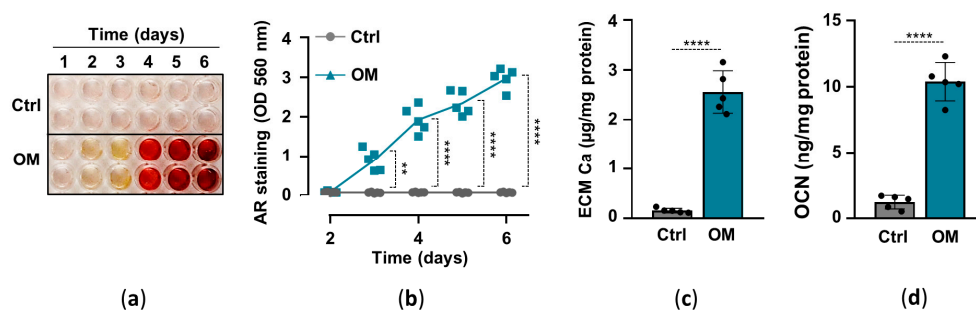 Time (days)
1 2 3 4 5 6
Ctrl
OM
(a)
AR staining (OD 560 nm)
4
3
2
1
0
Ctrl
OM
**
****
****
****
2 4 6
Time (days)
(b)
ECM Ca (µg/mg protein)
4
3
2
1
0
****
Ctrl OM
(c)
OCN (ng/mg protein)
15
10
5
0
****
Ctrl OM
(d)